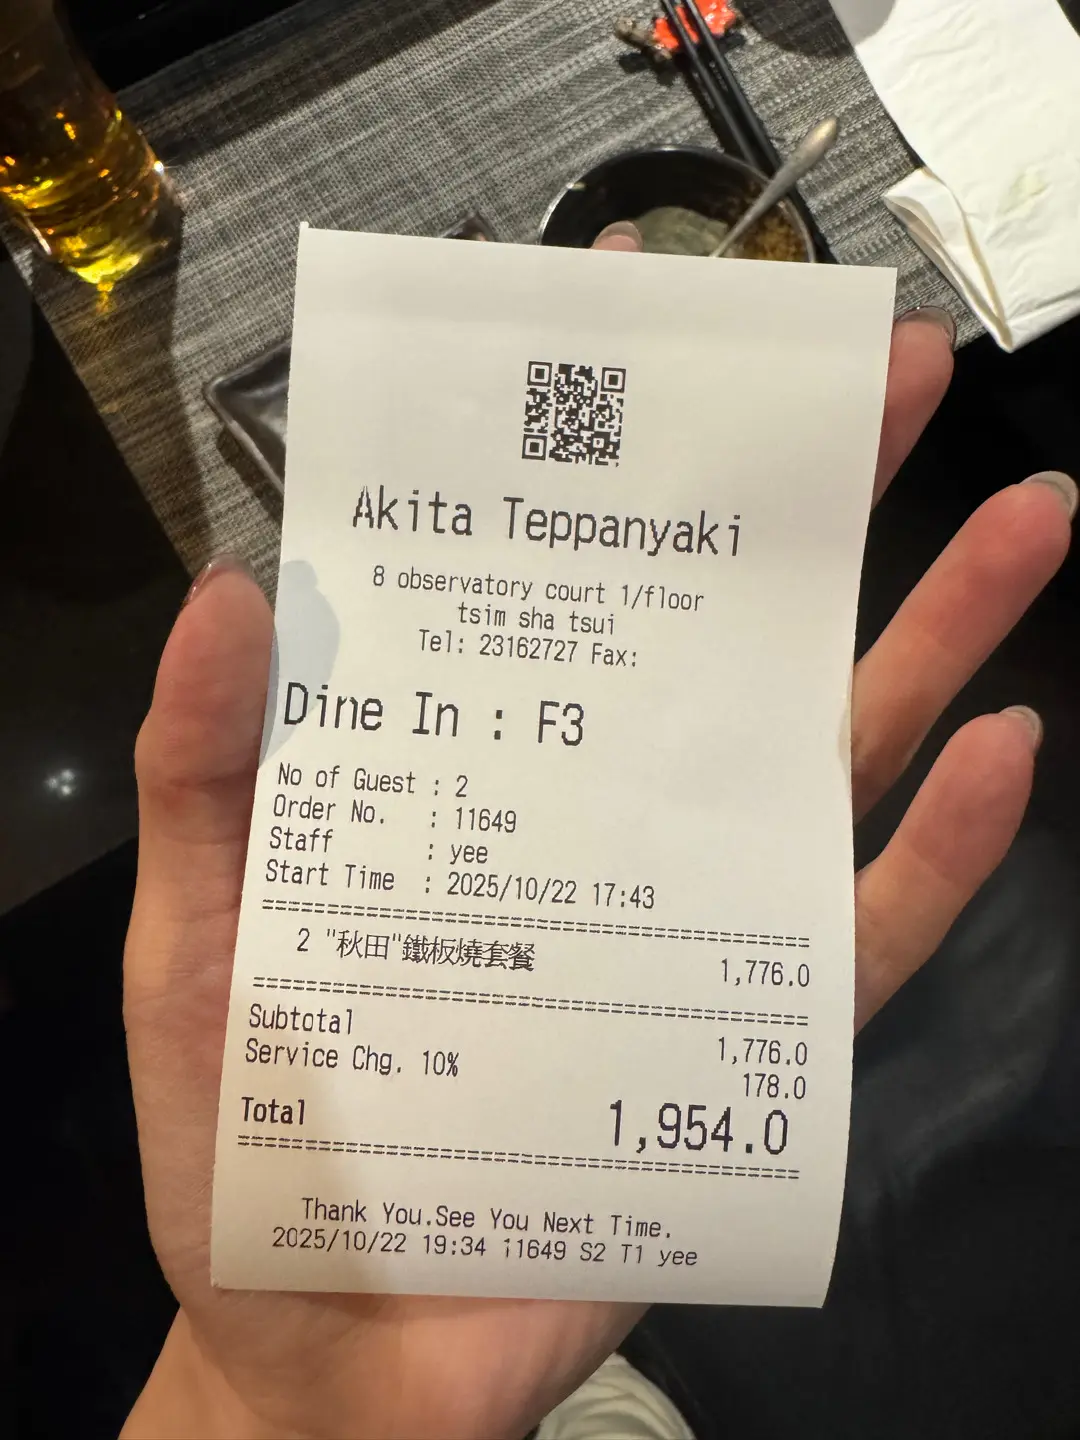 Akita Teppanyaki
8 observatory court 1/floor
tsim sha tsui
Tel: 23162727 Fax:
Dine In : F3
No of Guest : 2
Order No. : 11649
Staff : yee
Start Time : 2025/10/22 17:43
========================================
2 "秋田"鐵板燒套餐 1,776.0
========================================
Subtotal 1,776.0
Service Chg. 10% 178.0
Total 1,954.0
========================================
Thank You.See You Next Time.
2025/10/22 19:34 11649 S2 T1 yee